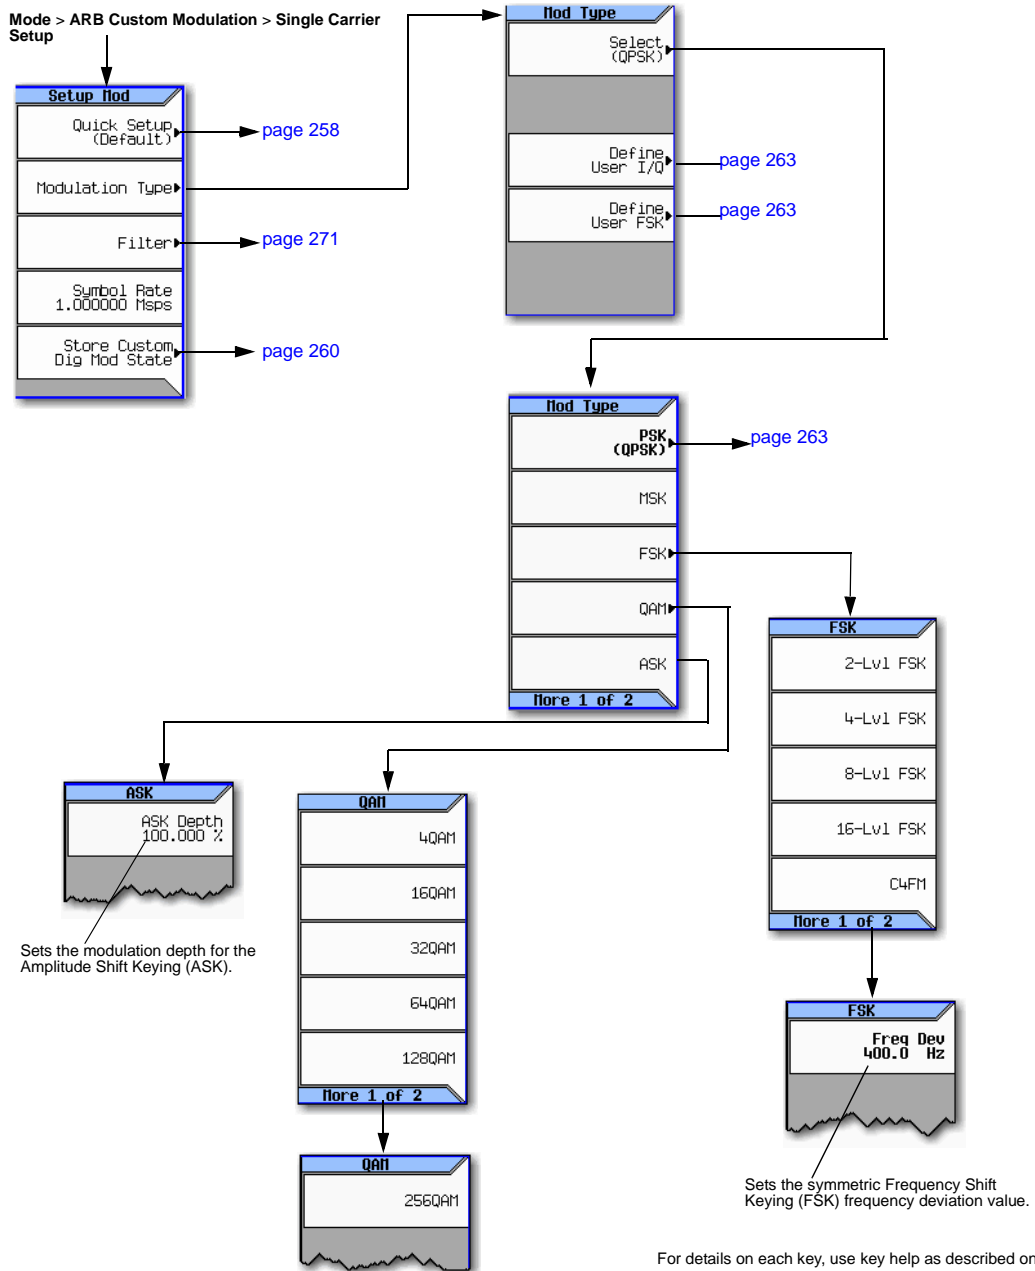 Mode > ARB Custom Modulation > Single Carrier
Setup
Setup Mod
Quick Setup
(Default)
page 258
Modulation Type
Filter
page 271
Symbol Rate
1.000000 Msps
Store Custom
Dig Mod State
page 260
Mod Type
Select
(QPSK)
Define
User I/Q
page 263
Define
User FSK
page 263
Mod Type
PSK
(QPSK)
page 263
MSK
FSK
QAM
ASK
More 1 of 2
FSK
2-Lvl FSK
4-Lvl FSK
8-Lvl FSK
16-Lvl FSK
C4FM
More 1 of 2
ASK
ASK Depth
100.000 %
Sets the modulation depth for the
Amplitude Shift Keying (ASK).
QAM
4QAM
16QAM
32QAM
64QAM
128QAM
More 1 of 2
QAM
256QAM
FSK
Freq Dev
400.0 Hz
Sets the symmetric Frequency Shift
Keying (FSK) frequency deviation value.
For details on each key, use key help as described on